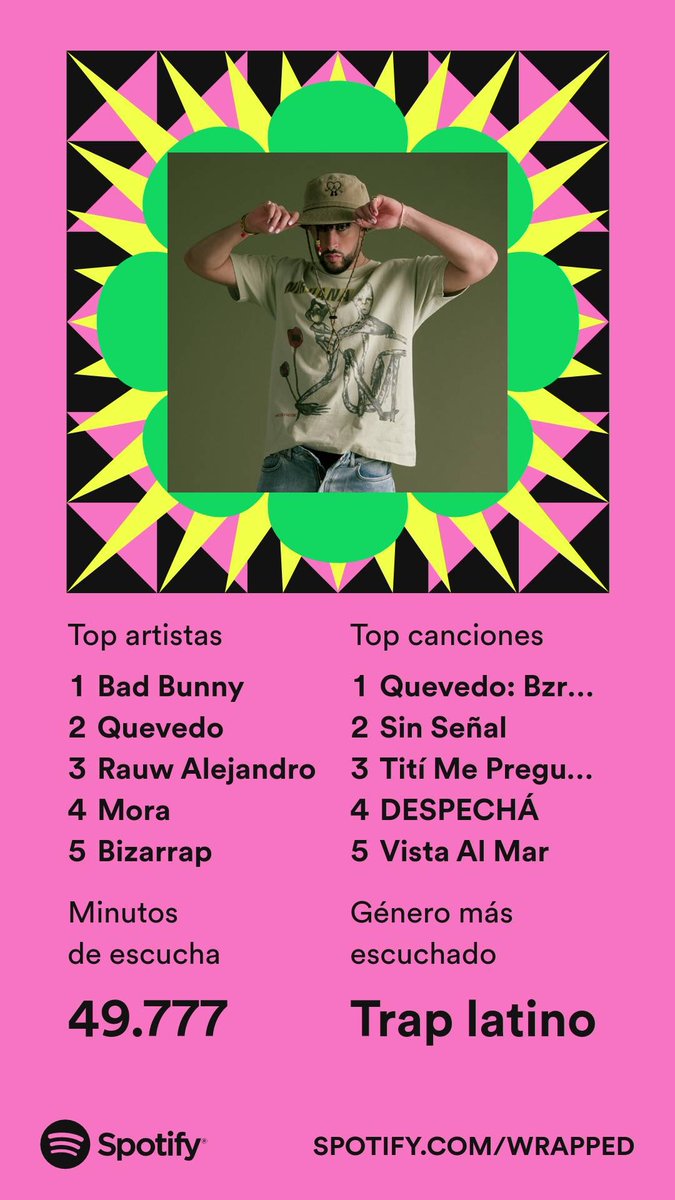 NIRVANA
Top artistas
1 Bad Bunny
2 Quevedo
3 Rauw Alejandro
4 Mora
5 Bizarrap
Top canciones
1 Quevedo: Bzr...
2 Sin Señal
3 Tití Me Pregu...
4 DESPECHÁ
5 Vista Al Mar
Minutos
de escucha
49.777
Género más
escuchado
Trap latino
Spotify®
SPOTIFY.COM/WRAPPED